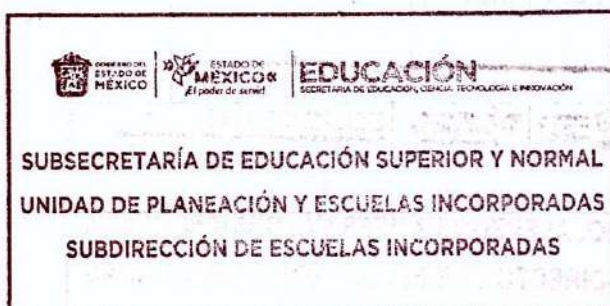 GOBIERNO DEL
ESTADO DE
MÉXICO
ESTADO DE
MÉXICO
¡El poder de servir!
EDUCACIÓN
SECRETARÍA DE EDUCACIÓN, CIENCIA, TECNOLOGÍA E INNOVACIÓN
SUBSECRETARÍA DE EDUCACIÓN SUPERIOR Y NORMAL
UNIDAD DE PLANEACIÓN Y ESCUELAS INCORPORADAS
SUBDIRECCIÓN DE ESCUELAS INCORPORADAS